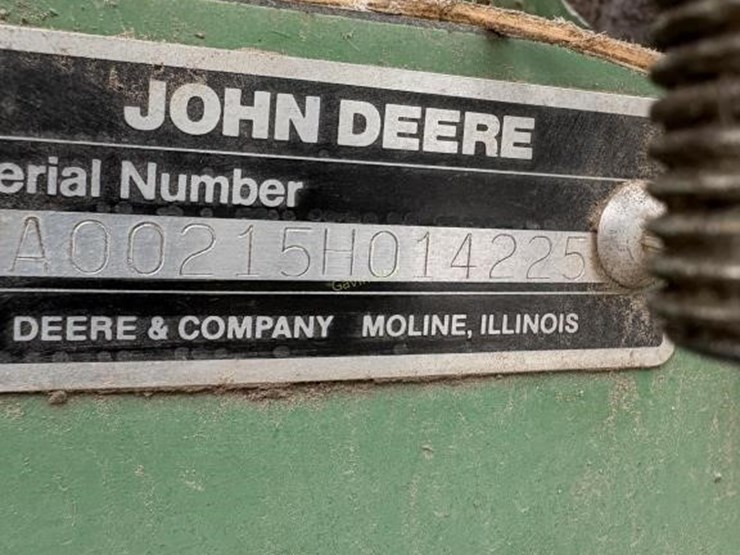 JOHN DEERE
erial Number
A00215H014225
DEERE & COMPANY MOLINE, ILLINOIS